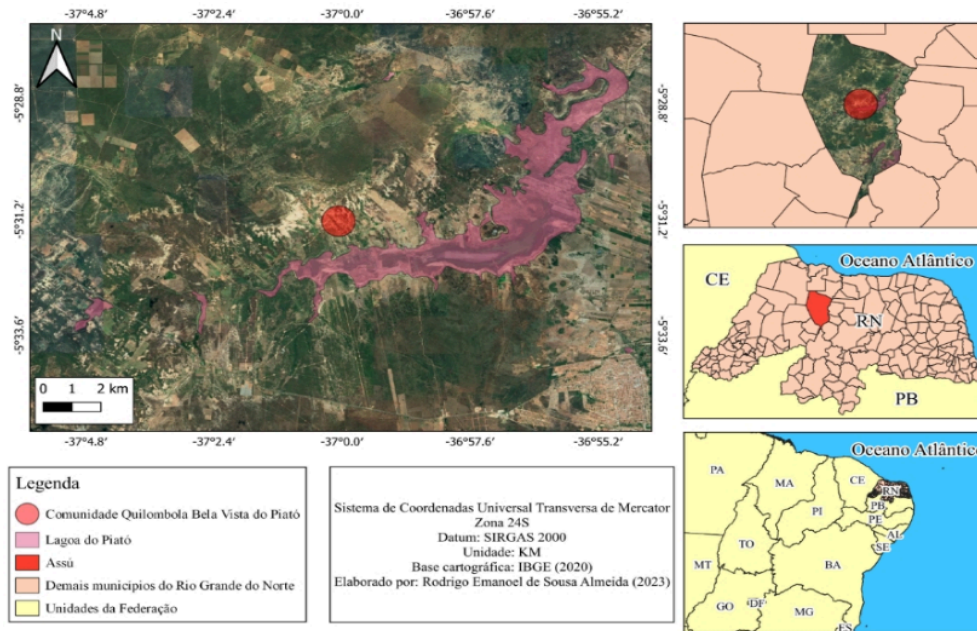 -37°4.8'
-37°2.4'
-37°0.0'
-36°57.6'
-36°55.2'
N
-5°28.8'
-5°28.8'
-5°31.2'
-5°31.2'
-5°33.6'
-5°33.6'
0 1 2 km
-37°4.8'
-37°2.4'
-37°0.0'
-36°57.6'
-36°55.2'
CE
Oceano Atlântico
RN
PB
Oceano Atlântico
PA
MA
CE
RN
PB
PI
PE
AL
SE
TO
BA
MT
GO
DF
MG
ES
Legenda
Comunidade Quilombola Bela Vista do Piató
Lagoa do Piató
Assú
Demais municípios do Rio Grande do Norte
Unidades da Federação
Sistema de Coordenadas Universal Transversa de Mercator
Zona 24S
Datum: SIRGAS 2000
Unidade: KM
Base cartográfica: IBGE (2020)
Elaborado por: Rodrigo Emanoel de Sousa Almeida (2023)